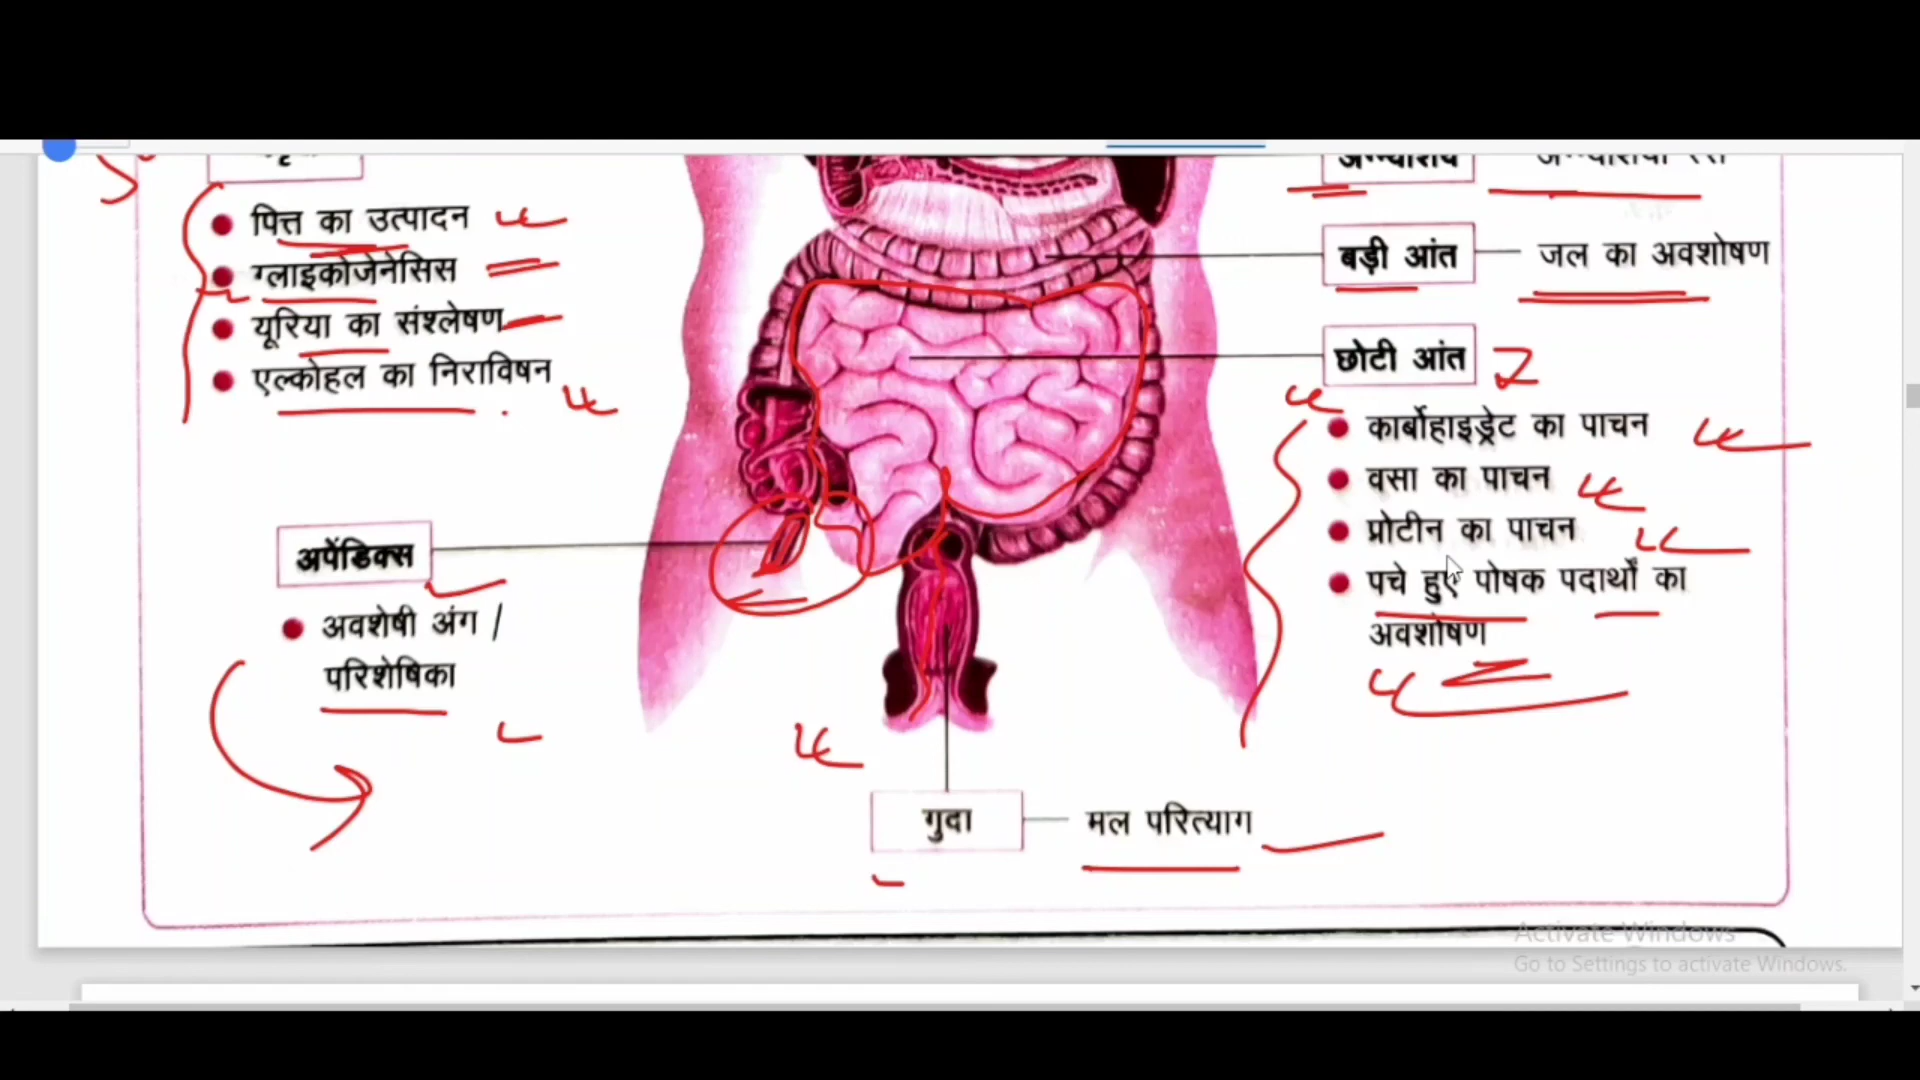 पित्त का उत्पादन
ग्लाइकोजेनेसिस
यूरिया का संश्लेषण
एल्कोहल का निराविषन
अपेंडिक्स
अवशेषी अंग /
परिशेषिका
बड़ी आंत
जल का अवशोषण
छोटी आंत
कार्बोहाइड्रेट का पाचन
वसा का पाचन
प्रोटीन का पाचन
पचे हुए पोषक पदार्थों का
अवशोषण
गुदा
मल परित्याग
Activate Windows
Go to Settings to activate Windows.